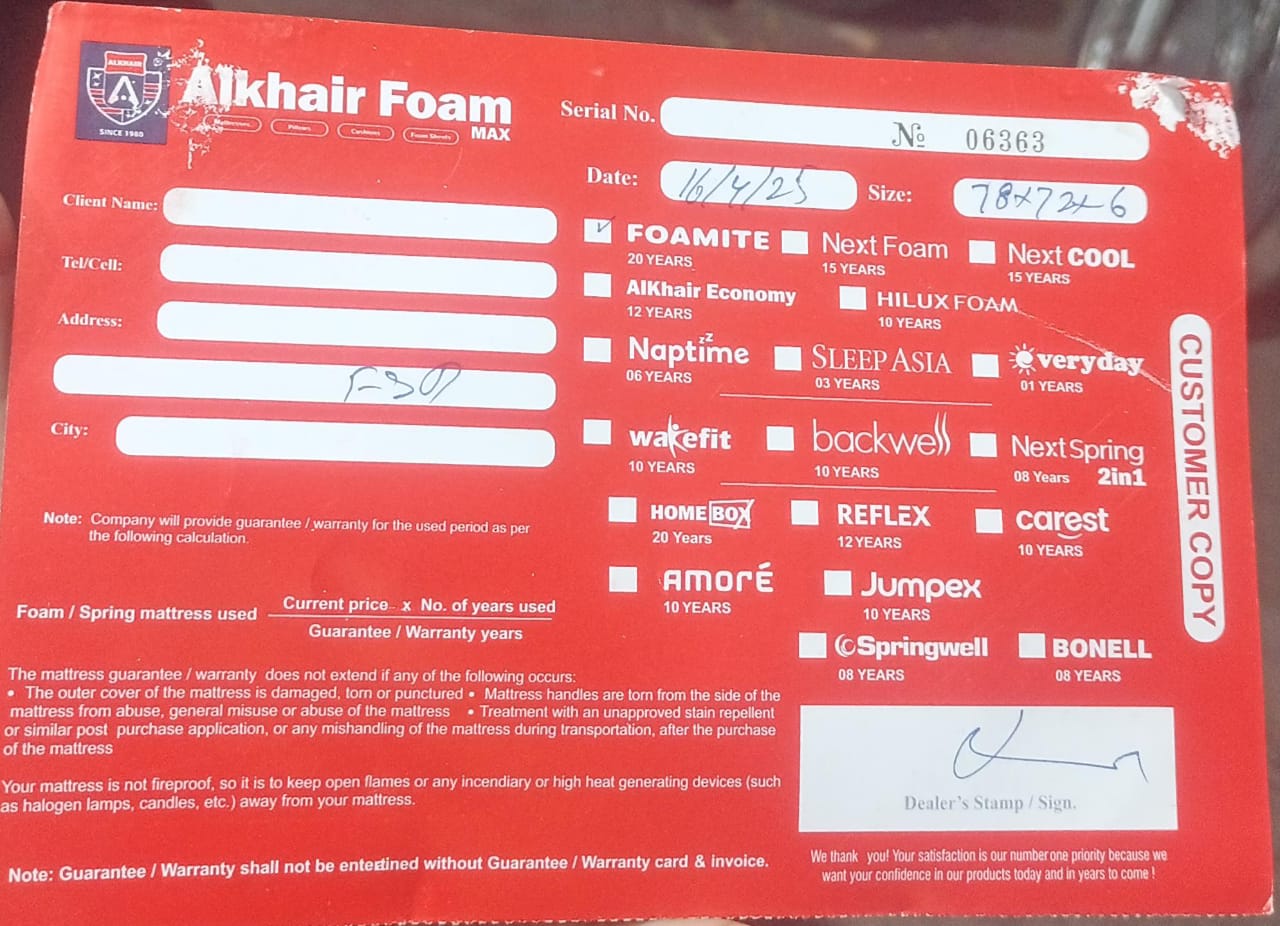 ALKHAIR
SINCE 1980
Alkhair Foam
Mattresses Pillows Cushions Foam Sheets MAX
Serial No. № 06363
Date: 16/4/25 Size: 78x72x6
Client Name:
Tel/Cell:
Address:
City:
✓ FOAMITE 20 YEARS
Next Foam 15 YEARS
Next COOL 15 YEARS
AlKhair Economy 12 YEARS
HILUX FOAM 10 YEARS
Naptime zz 06 YEARS
SLEEP ASIA 03 YEARS
everyday 01 YEARS
wakefit 10 YEARS
backwell 10 YEARS
Next Spring 2in1 08 Years
HOME BOX 20 Years
REFLEX 12 YEARS
carest 10 YEARS
AMORÉ 10 YEARS
Jumpex 10 YEARS
Springwell 08 YEARS
BONELL 08 YEARS
CUSTOMER COPY
Note: Company will provide guarantee / warranty for the used period as per
the following calculation.
Foam / Spring mattress used Current price x No. of years used
Guarantee / Warranty years
The mattress guarantee / warranty does not extend if any of the following occurs:
• The outer cover of the mattress is damaged, torn or punctured • Mattress handles are torn from the side of the
mattress from abuse, general misuse or abuse of the mattress • Treatment with an unapproved stain repellent
or similar post purchase application, or any mishandling of the mattress during transportation, after the purchase
of the mattress
Your mattress is not fireproof, so it is to keep open flames or any incendiary or high heat generating devices (such
as halogen lamps, candles, etc.) away from your mattress.
Note: Guarantee / Warranty shall not be entertined without Guarantee / Warranty card & invoice.
Dealer's Stamp / Sign.
We thank you! Your satisfaction is our number one priority because we
want your confidence in our products today and in years to come !